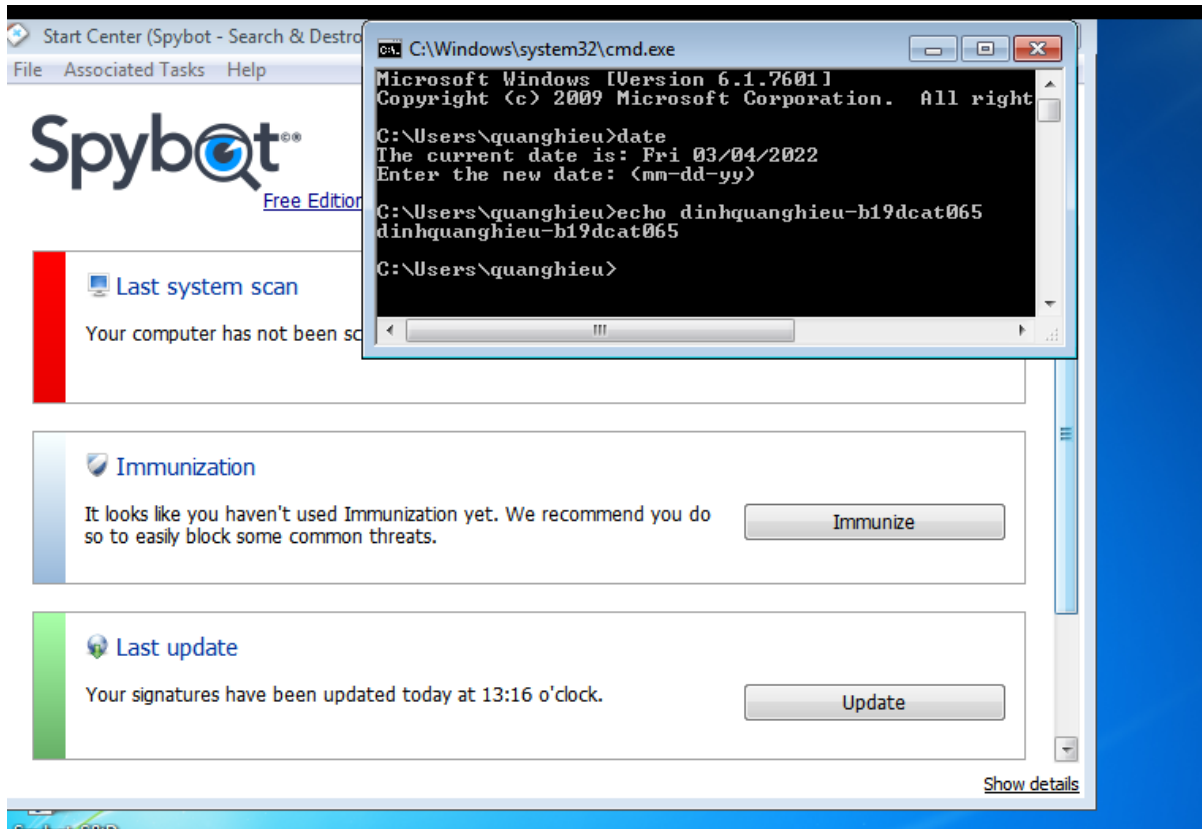 Start Center (Spybot - Search & Destro
File Associated Tasks Help
Spybot
Free Edition
C:\Windows\system32\cmd.exe
Microsoft Windows [Version 6.1.7601]
Copyright (c) 2009 Microsoft Corporation.  All right
C:\Users\quanghieu>date
The current date is: Fri 03/04/2022
Enter the new date: (mm-dd-yy)
C:\Users\quanghieu>echo dinhquanghieu-b19dcat065
dinhquanghieu-b19dcat065
C:\Users\quanghieu>
Last system scan
Your computer has not been sc
Immunization
It looks like you haven't used Immunization yet. We recommend you do
so to easily block some common threats.
Immunize
Last update
Your signatures have been updated today at 13:16 o'clock.
Update
Show details